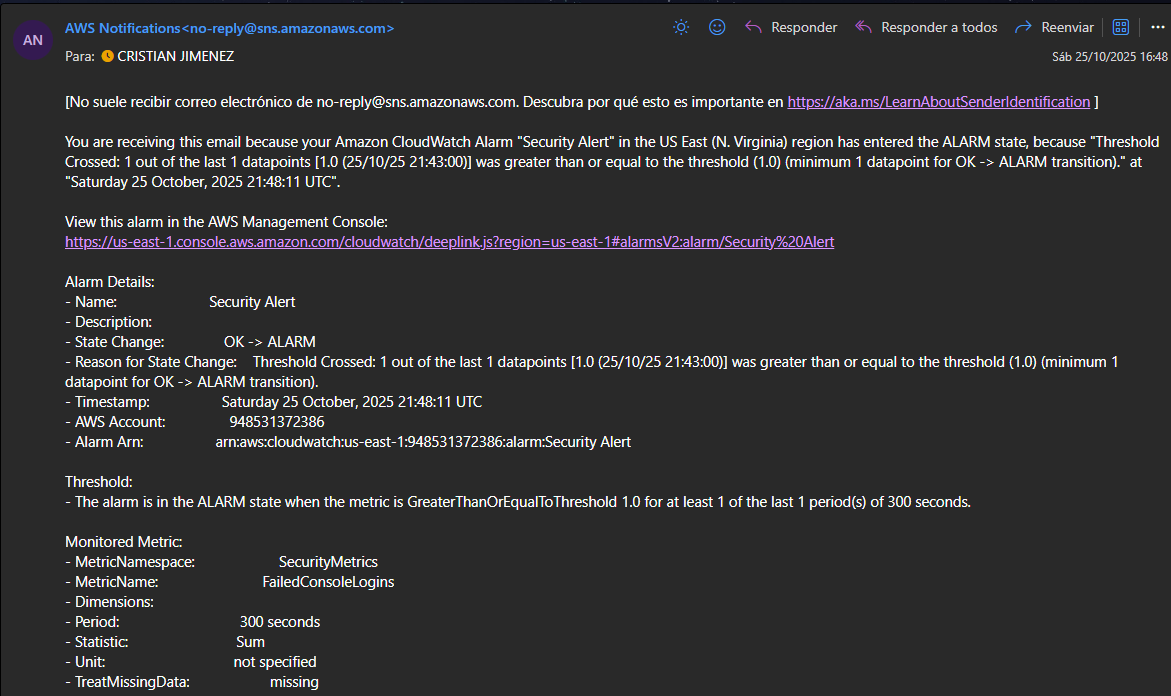 AN
AWS Notifications<no-reply@sns.amazonaws.com>
Responder
Responder a todos
Reenviar
Para: CRISTIAN JIMENEZ
Sáb 25/10/2025 16:48
[No suele recibir correo electrónico de no-reply@sns.amazonaws.com. Descubra por qué esto es importante en https://aka.ms/LearnAboutSenderIdentification ]
You are receiving this email because your Amazon CloudWatch Alarm "Security Alert" in the US East (N. Virginia) region has entered the ALARM state, because "Threshold
Crossed: 1 out of the last 1 datapoints [1.0 (25/10/25 21:43:00)] was greater than or equal to the threshold (1.0) (minimum 1 datapoint for OK -> ALARM transition)." at
"Saturday 25 October, 2025 21:48:11 UTC".
View this alarm in the AWS Management Console:
https://us-east-1.console.aws.amazon.com/cloudwatch/deeplink.js?region=us-east-1#alarmsV2:alarm/Security%20Alert
Alarm Details:
- Name: Security Alert
- Description:
- State Change: OK -> ALARM
- Reason for State Change: Threshold Crossed: 1 out of the last 1 datapoints [1.0 (25/10/25 21:43:00)] was greater than or equal to the threshold (1.0) (minimum 1
datapoint for OK -> ALARM transition).
- Timestamp: Saturday 25 October, 2025 21:48:11 UTC
- AWS Account: 948531372386
- Alarm Arn: arn:aws:cloudwatch:us-east-1:948531372386:alarm:Security Alert
Threshold:
- The alarm is in the ALARM state when the metric is GreaterThanOrEqualToThreshold 1.0 for at least 1 of the last 1 period(s) of 300 seconds.
Monitored Metric:
- MetricNamespace: SecurityMetrics
- MetricName: FailedConsoleLogins
- Dimensions:
- Period: 300 seconds
- Statistic: Sum
- Unit: not specified
- TreatMissingData: missing